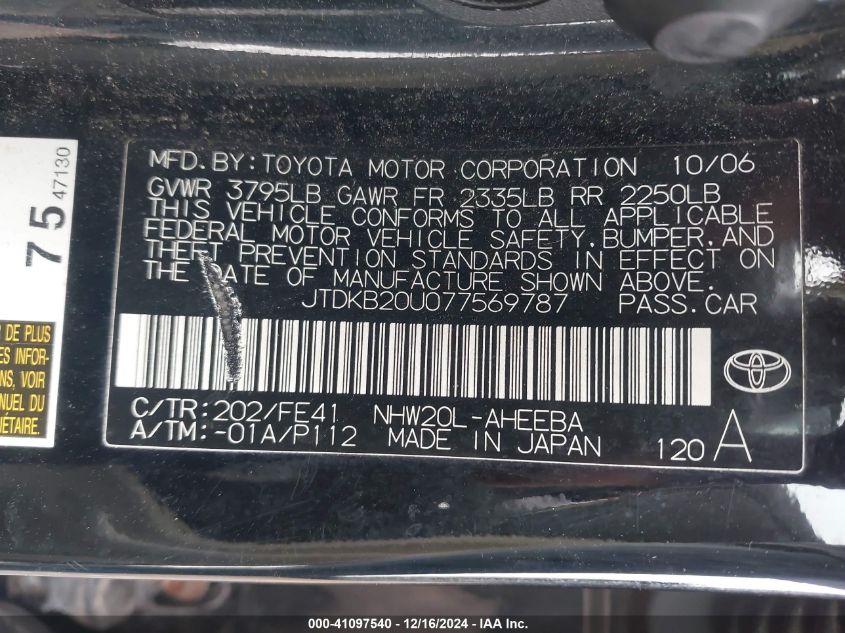 MFD. BY: TOYOTA MOTOR CORPORATION 10/06
GVWR 3795LB GAWR FR 2335LB RR 2250LB
THIS VEHICLE CONFORMS TO ALL APPLICABLE
FEDERAL MOTOR VEHICLE SAFETY, BUMPER, AND
THEFT PREVENTION STANDARDS IN EFFECT ON
THE DATE OF MANUFACTURE SHOWN ABOVE.
JTDKB20U077569787 PASS.CAR
C/TR:202/FE41 NHW20L-AHEEBA
A/TM:-01A/P112 MADE IN JAPAN 120 A
75 47130
DE PLUS
ES INFOR-
NS, VOIR
NUEL DU
IÉTAIRE.
000-41097540 - 12/16/2024 - IAA Inc.